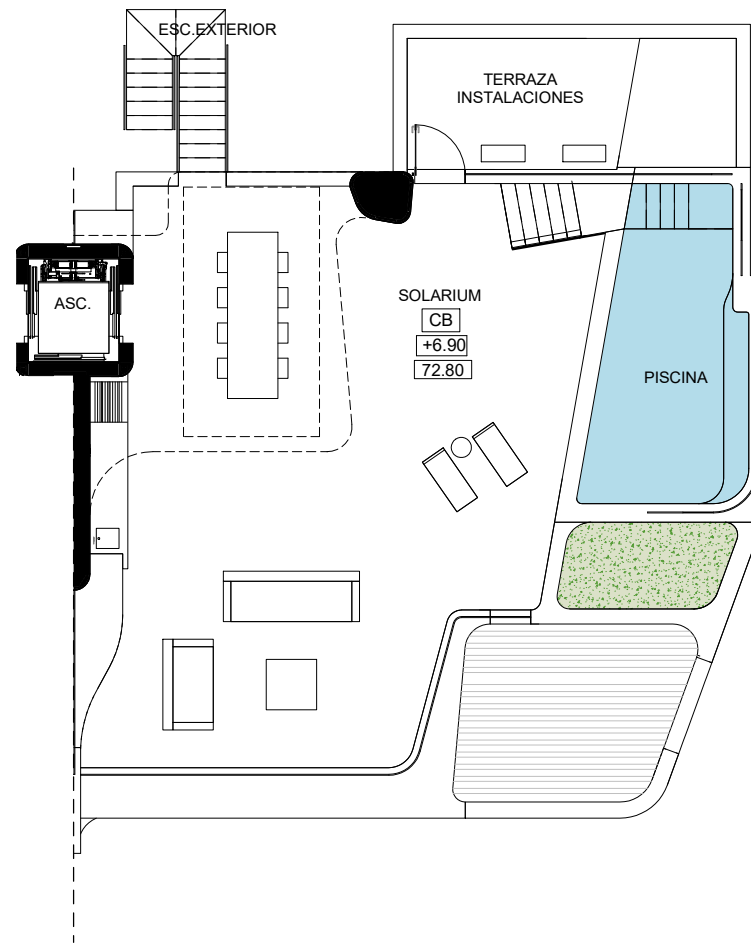 ESC.EXTERIOR
TERRAZA
INSTALACIONES
ASC.
SOLARIUM
CB
+6.90
72.80
PISCINA